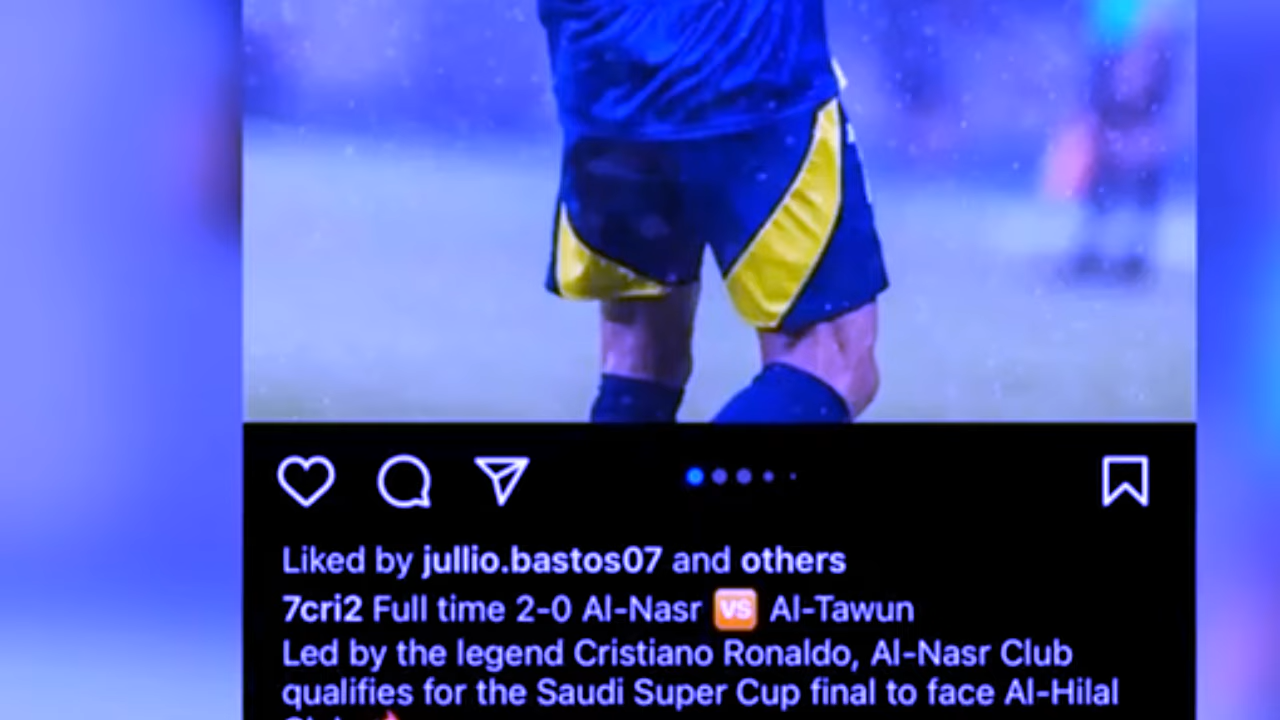 Liked by jullio.bastos07 and others
7cri2 Full time 2-0 Al-Nasr 🆚 Al-Tawun
Led by the legend Cristiano Ronaldo, Al-Nasr Club
qualifies for the Saudi Super Cup final to face Al-Hilal